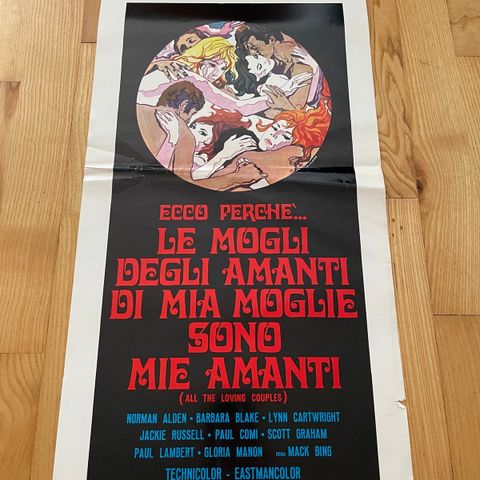 ECCO PERCHE'...
LE MOGLI
DEGLI AMANTI
DI MIA MOGLIE
SONO
MIE AMANTI
(ALL THE LOVING COUPLES)
NORMAN ALDEN • BARBARA BLAKE • LYNN CARTWRIGHT
JACKIE RUSSELL • PAUL COMI • SCOTT GRAHAM
PAUL LAMBERT • GLORIA MANON • REGIA MACK BING
TECHNICOLOR - EASTMANCOLOR